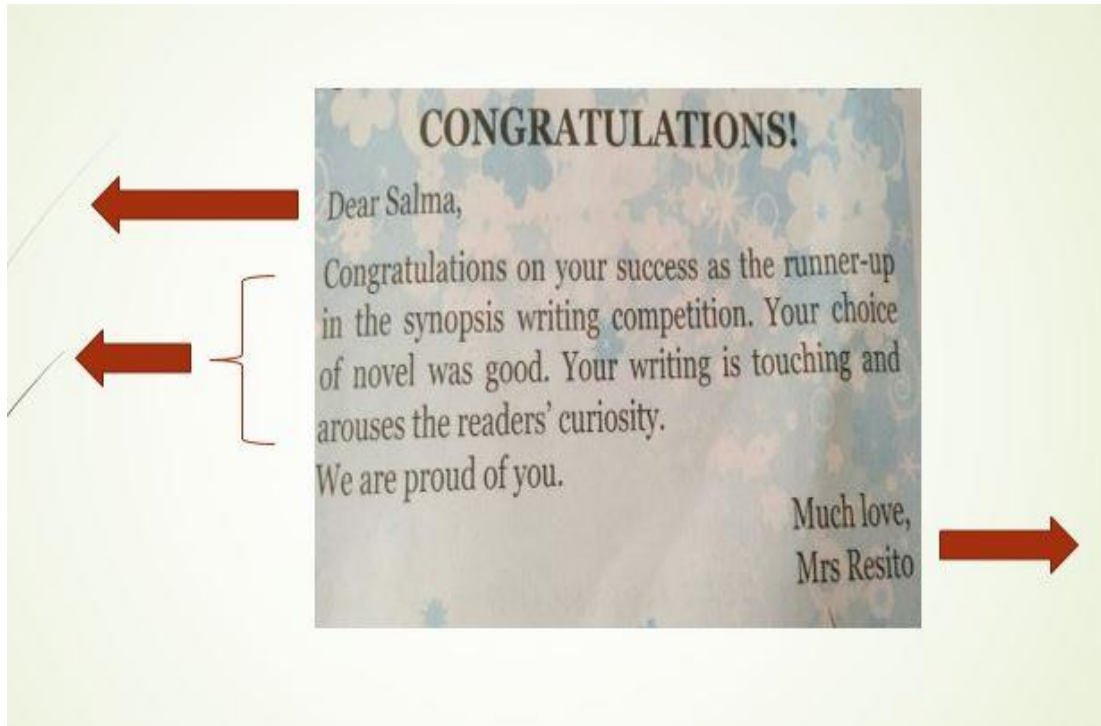 CONGRATULATIONS!
Dear Salma,
Congratulations on your success as the runner-up
in the synopsis writing competition. Your choice
of novel was good. Your writing is touching and
arouses the readers' curiosity.
We are proud of you.
Much love,
Mrs Resito